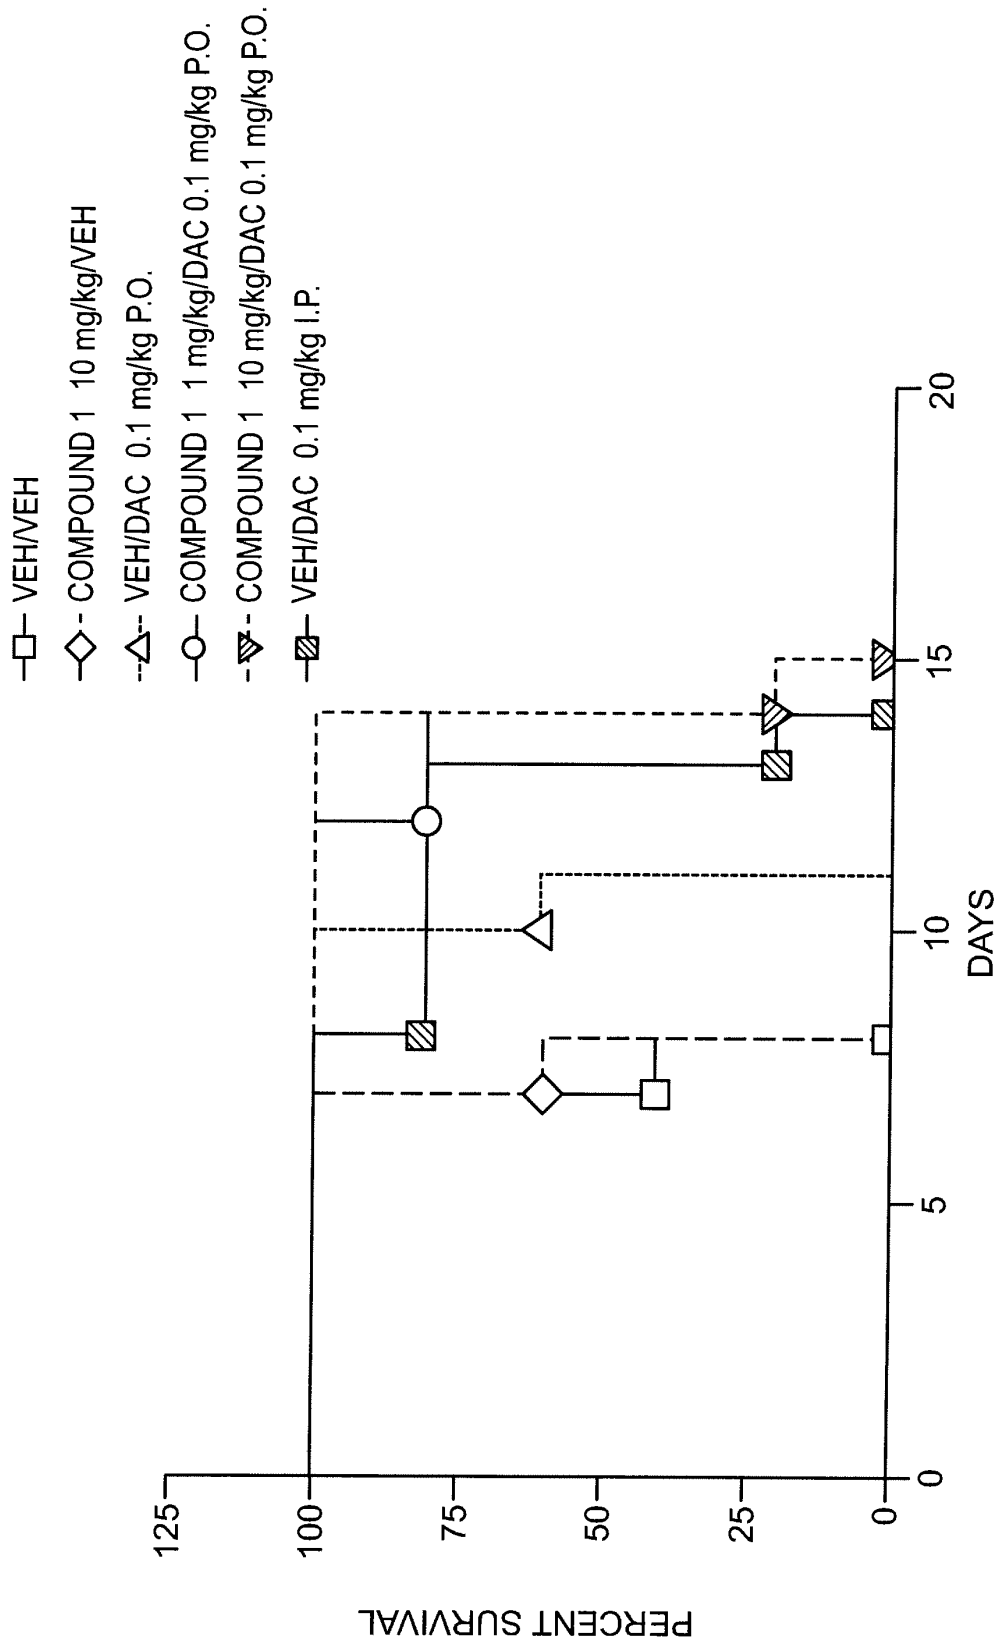 VEH/VEH
COMPOUND 1 10 mg/kg/VEH
VEH/DAC 0.1 mg/kg P.O.
COMPOUND 1 1 mg/kg/DAC 0.1 mg/kg P.O.
COMPOUND 1 10 mg/kg/DAC 0.1 mg/kg P.O.
VEH/DAC 0.1 mg/kg I.P.
PERCENT SURVIVAL
125
100
75
50
25
0
0
5
10
15
20
DAYS